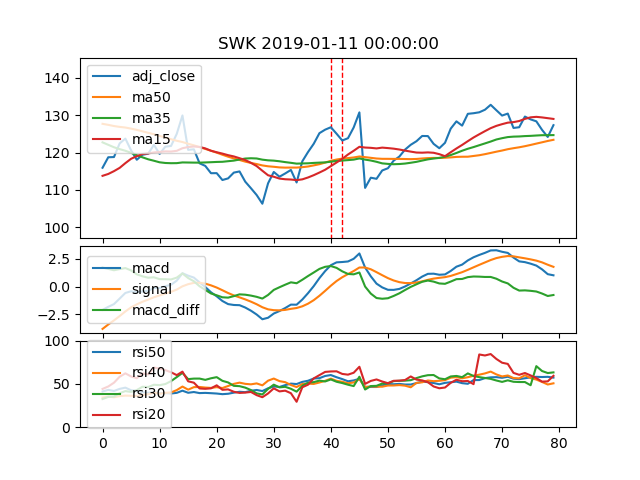 SWK 2019-01-11 00:00:00
140
130
120
110
100
adj_close
ma50
ma35
ma15
2.5
0.0
−2.5
macd
signal
macd_diff
100
50
0
rsi50
rsi40
rsi30
rsi20
0 10 20 30 40 50 60 70 80